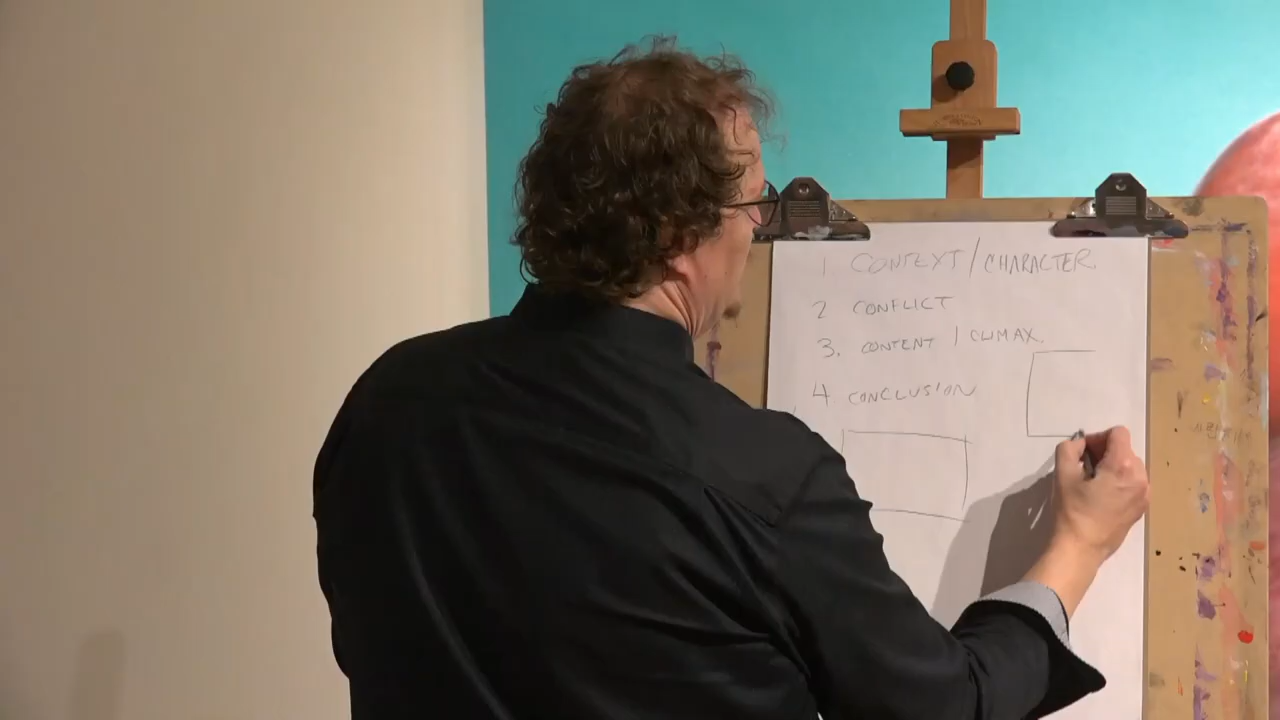 1 CONTEXT/CHARACTER
2 CONFLICT
3. CONTENT / CLIMAX.
4. CONCLUSION